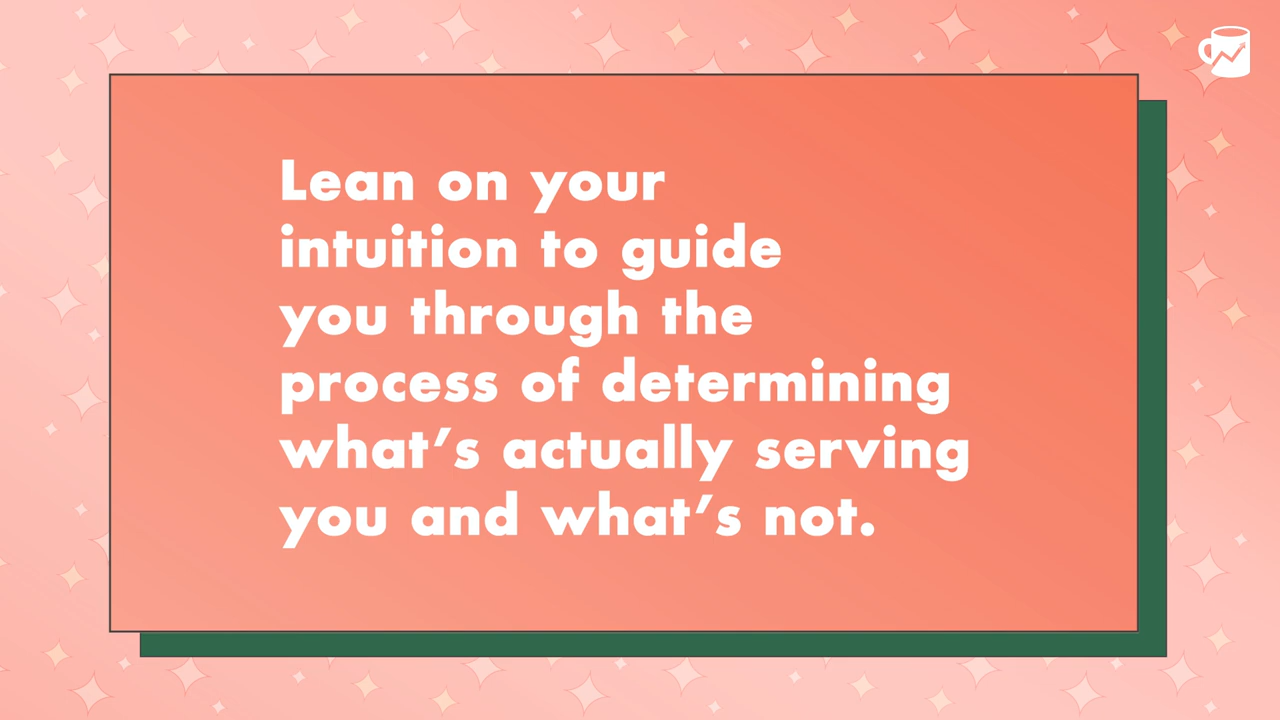 Lean on your
intuition to guide
you through the
process of determining
what’s actually serving
you and what’s not.